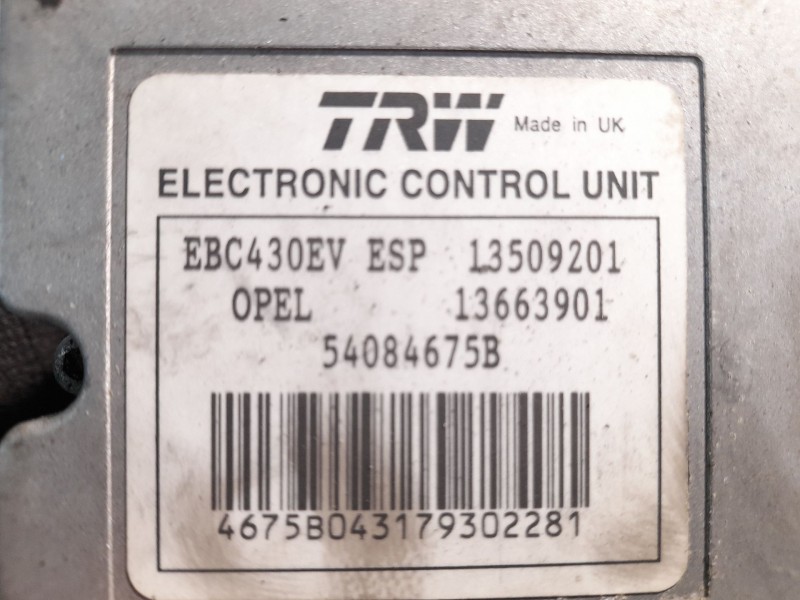 TRW Made in UK
ELECTRONIC CONTROL UNIT
EBC430EV ESP 13509201
OPEL 13663901
54084675B
4675B043179302281